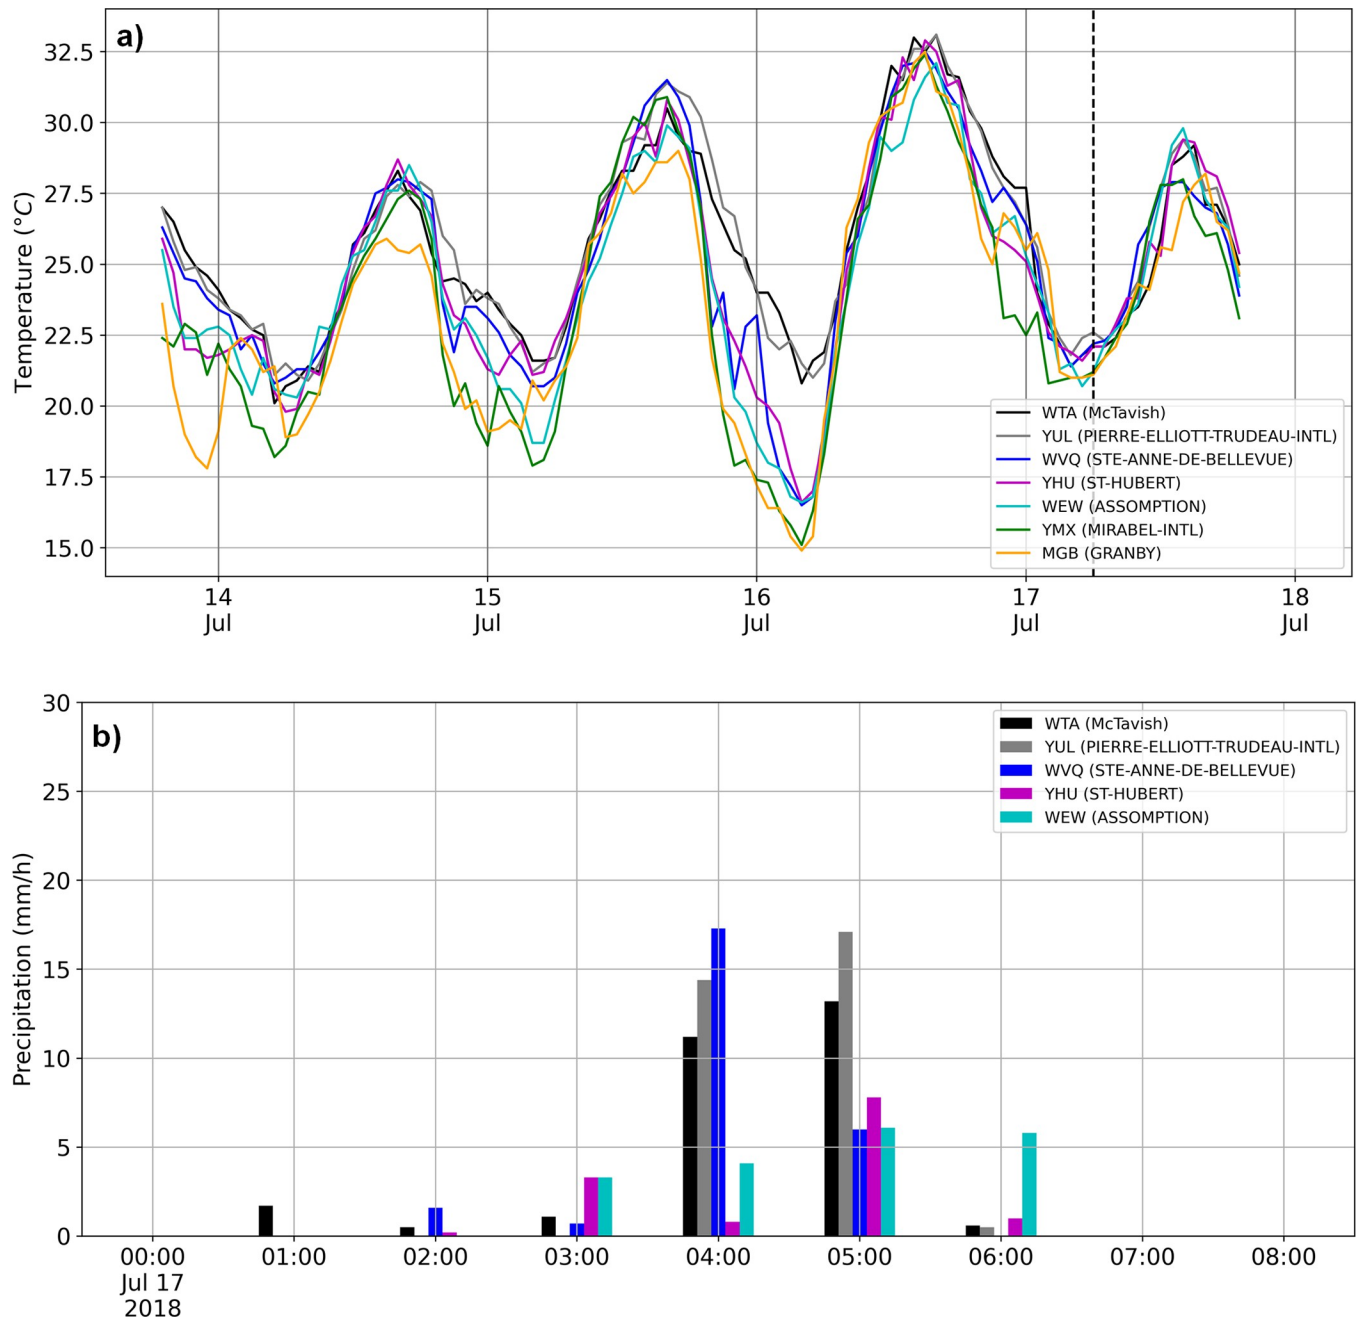 a)
Temperature (°C)
32.5
30.0
27.5
25.0
22.5
20.0
17.5
15.0
WTA (McTavish)
YUL (PIERRE-ELLIOTT-TRUDEAU-INTL)
WVQ (STE-ANNE-DE-BELLEVUE)
YHU (ST-HUBERT)
WEW (ASSOMPTION)
YMX (MIRABEL-INTL)
MGB (GRANBY)
14 15 16 17 18
Jul Jul Jul Jul Jul
b)
Precipitation (mm/h)
30
25
20
15
10
5
0
WTA (McTavish)
YUL (PIERRE-ELLIOTT-TRUDEAU-INTL)
WVQ (STE-ANNE-DE-BELLEVUE)
YHU (ST-HUBERT)
WEW (ASSOMPTION)
00:00 01:00 02:00 03:00 04:00 05:00 06:00 07:00 08:00
Jul 17
2018